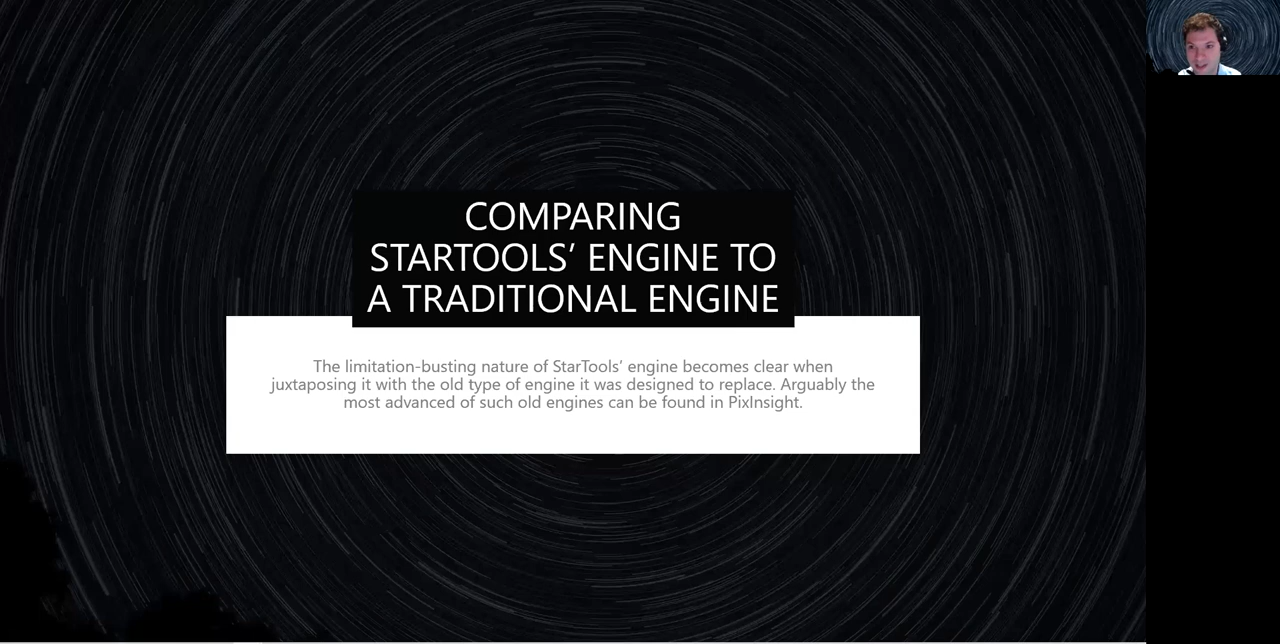 COMPARING
STARTOOLS’ ENGINE TO
A TRADITIONAL ENGINE
The limitation-busting nature of StarTools’ engine becomes clear when
juxtaposing it with the old type of engine it was designed to replace. Arguably the
most advanced of such old engines can be found in PixInsight.